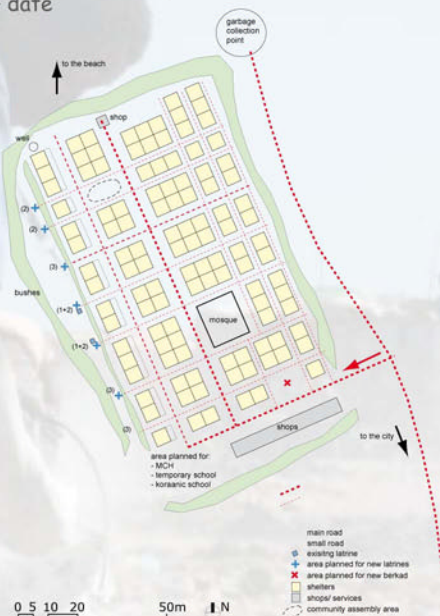 date
garbage
collection
point
to the beach
shop
well
(2)
(2)
(3)
bushes
(1+2)
mosque
(1+2)
(3)
shops
to the city
(3)
area planned for:
- MCH
- temporary school
- koraanic school
main road
small road
exisitng latrine
area planned for new latrines
area planned for new berkad
shelters
shops/ services
community assembly area
0 5 10 20 50m N